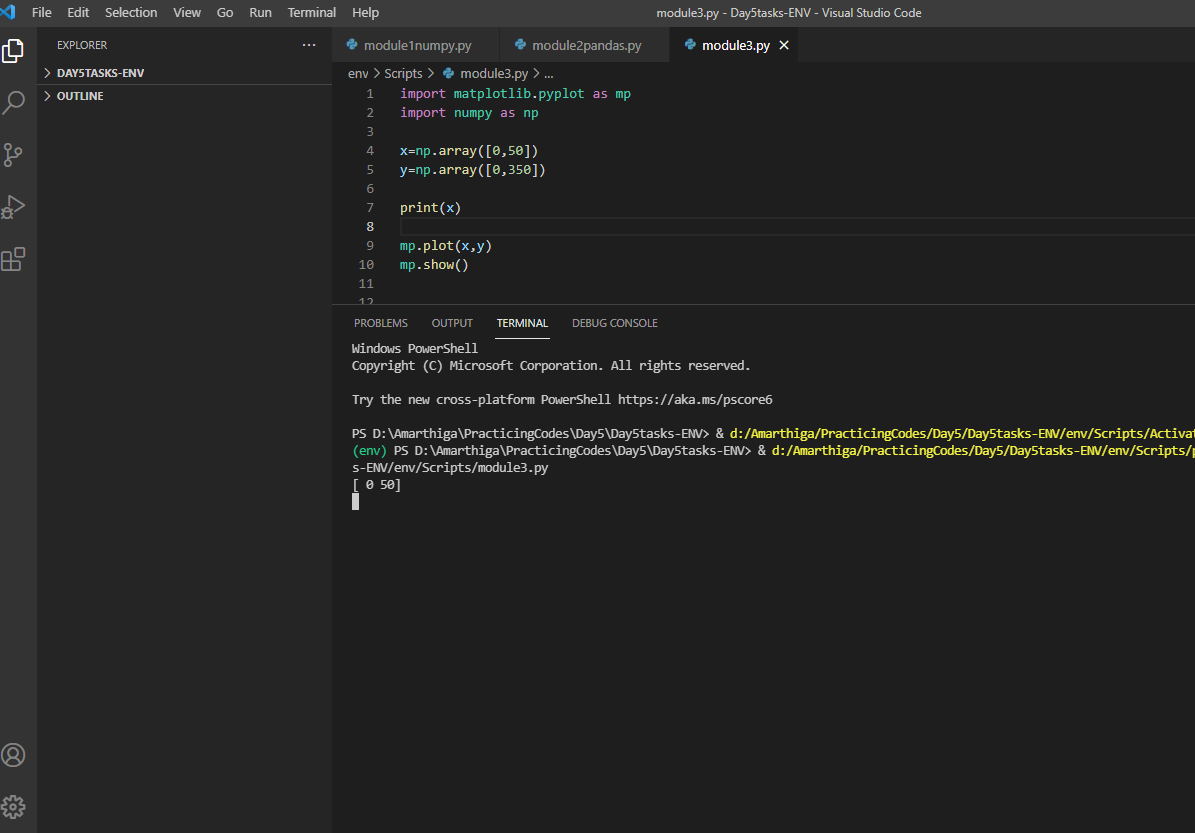 File Edit Selection View Go Run Terminal Help
module3.py - Day5tasks-ENV - Visual Studio Code
EXPLORER
DAY5TASKS-ENV
OUTLINE
module1numpy.py module2pandas.py module3.py
env > Scripts > module3.py > ...
1 import matplotlib.pyplot as mp
2 import numpy as np
3
4 x=np.array([0,50])
5 y=np.array([0,350])
6
7 print(x)
8
9 mp.plot(x,y)
10 mp.show()
11
12
PROBLEMS OUTPUT TERMINAL DEBUG CONSOLE
Windows PowerShell
Copyright (C) Microsoft Corporation. All rights reserved.
Try the new cross-platform PowerShell https://aka.ms/pscore6
PS D:\Amarthiga\PracticingCodes\Day5\Day5tasks-ENV> & d:/Amarthiga/PracticingCodes/Day5/Day5tasks-ENV/env/Scripts/Activat
(env) PS D:\Amarthiga\PracticingCodes\Day5\Day5tasks-ENV> & d:/Amarthiga/PracticingCodes/Day5/Day5tasks-ENV/env/Scripts/p
s-ENV/env/Scripts/module3.py
[ 0 50]